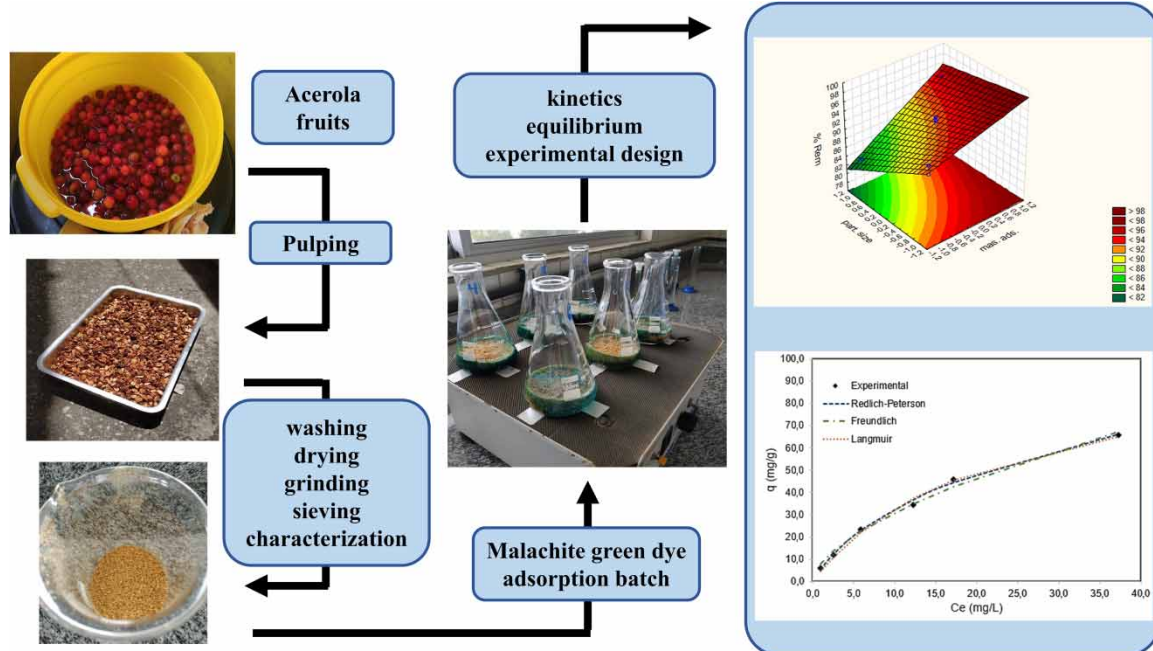 Acerola
fruits
Pulping
washing
drying
grinding
sieving
characterization
Malachite green dye
adsorption batch
kinetics
equilibrium
experimental design
100
98
96
94
92
90
88
86
84
82
80
78
% Rem
part. size
mas. ads.
> 98
< 98
< 96
< 94
< 92
< 90
< 88
< 86
< 84
< 82
100,0
90,0
80,0
70,0
60,0
50,0
40,0
30,0
20,0
10,0
0,0
q (mg/g)
Experimental
Redlich-Peterson
Freundlich
Langmuir
0,0 5,0 10,0 15,0 20,0 25,0 30,0 35,0 40,0
Ce (mg/L)